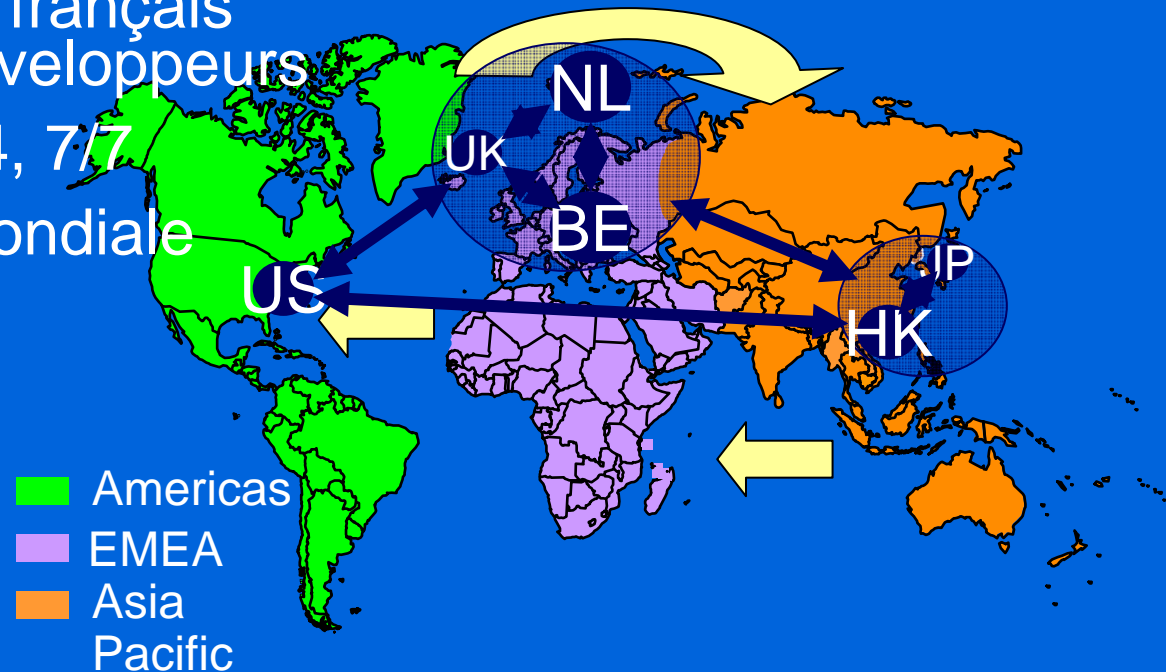 français
veloppeurs
4, 7/7
ondiale
NL
UK
BE
US
JP
HK
Americas
EMEA
Asia
Pacific